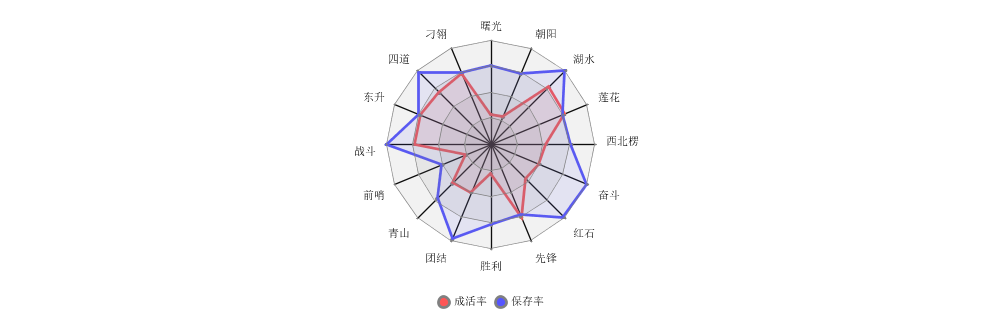 曙光
刁翎
朝阳
四道
湖水
东升
莲花
战斗
西北楞
前哨
奋斗
青山
红石
团结
先锋
胜利
成活率 保存率